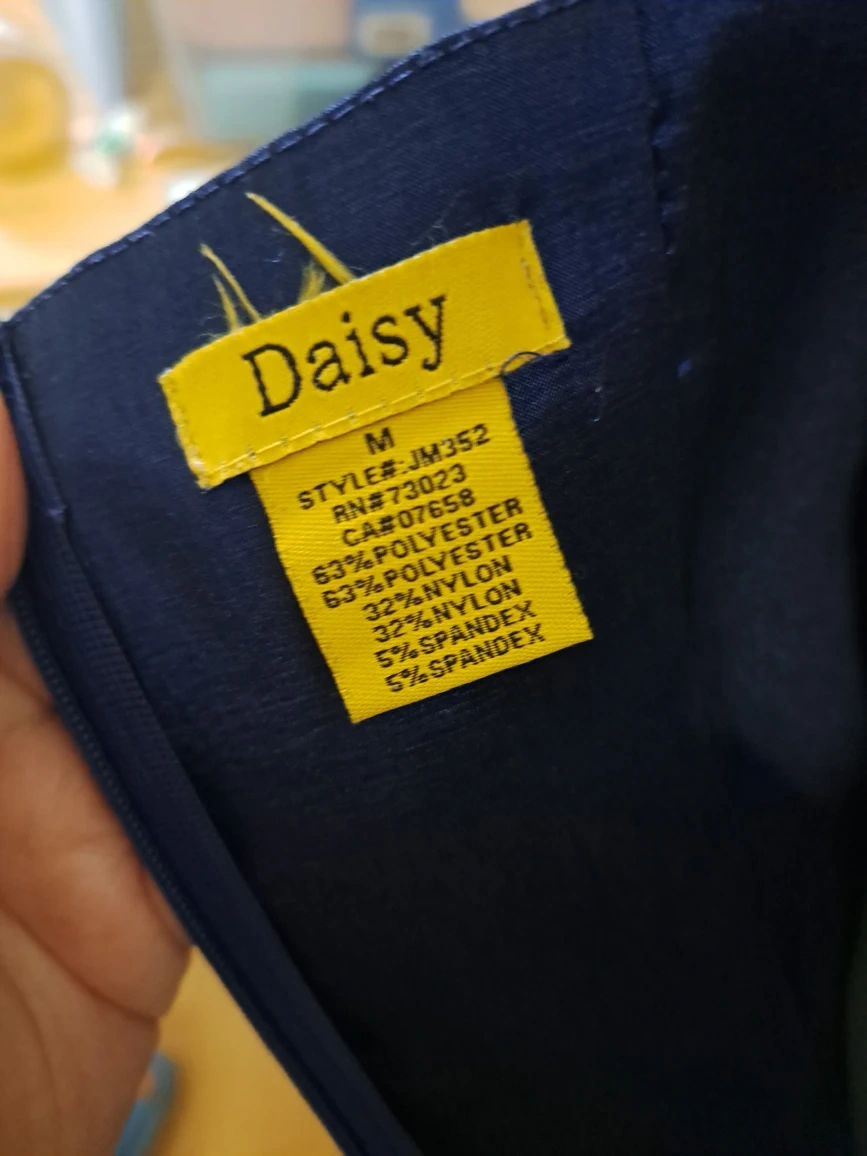 Daisy
M
STYLE#:JM352
RN#73023
CA#07658
63%POLYESTER
63%POLYESTER
32%NYLON
32%NYLON
5%SPANDEX
5%SPANDEX